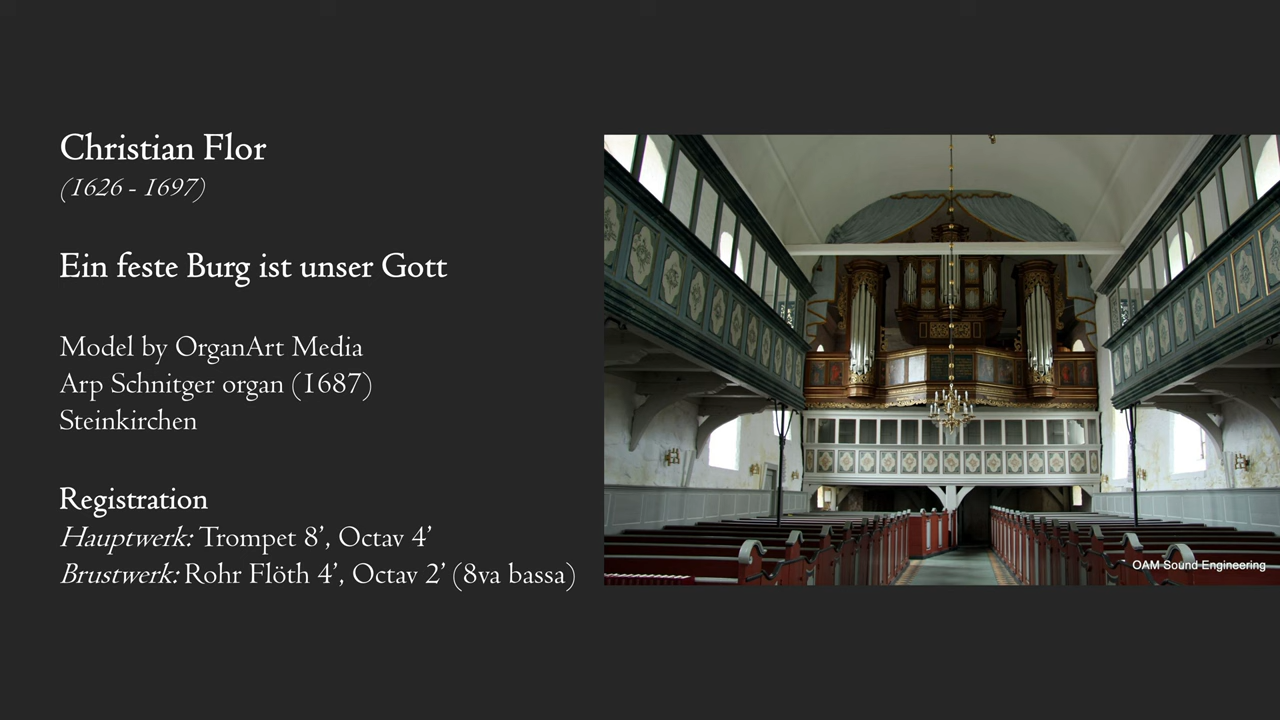 Christian Flor
(1626 - 1697)
Ein feste Burg ist unser Gott
Model by OrganArt Media
Arp Schnitger organ (1687)
Steinkirchen
Registration
Hauptwerk: Trompet 8’, Octav 4’
Brustwerk: Rohr Flöth 4’, Octav 2’ (8va bassa)
OAM Sound Engineering